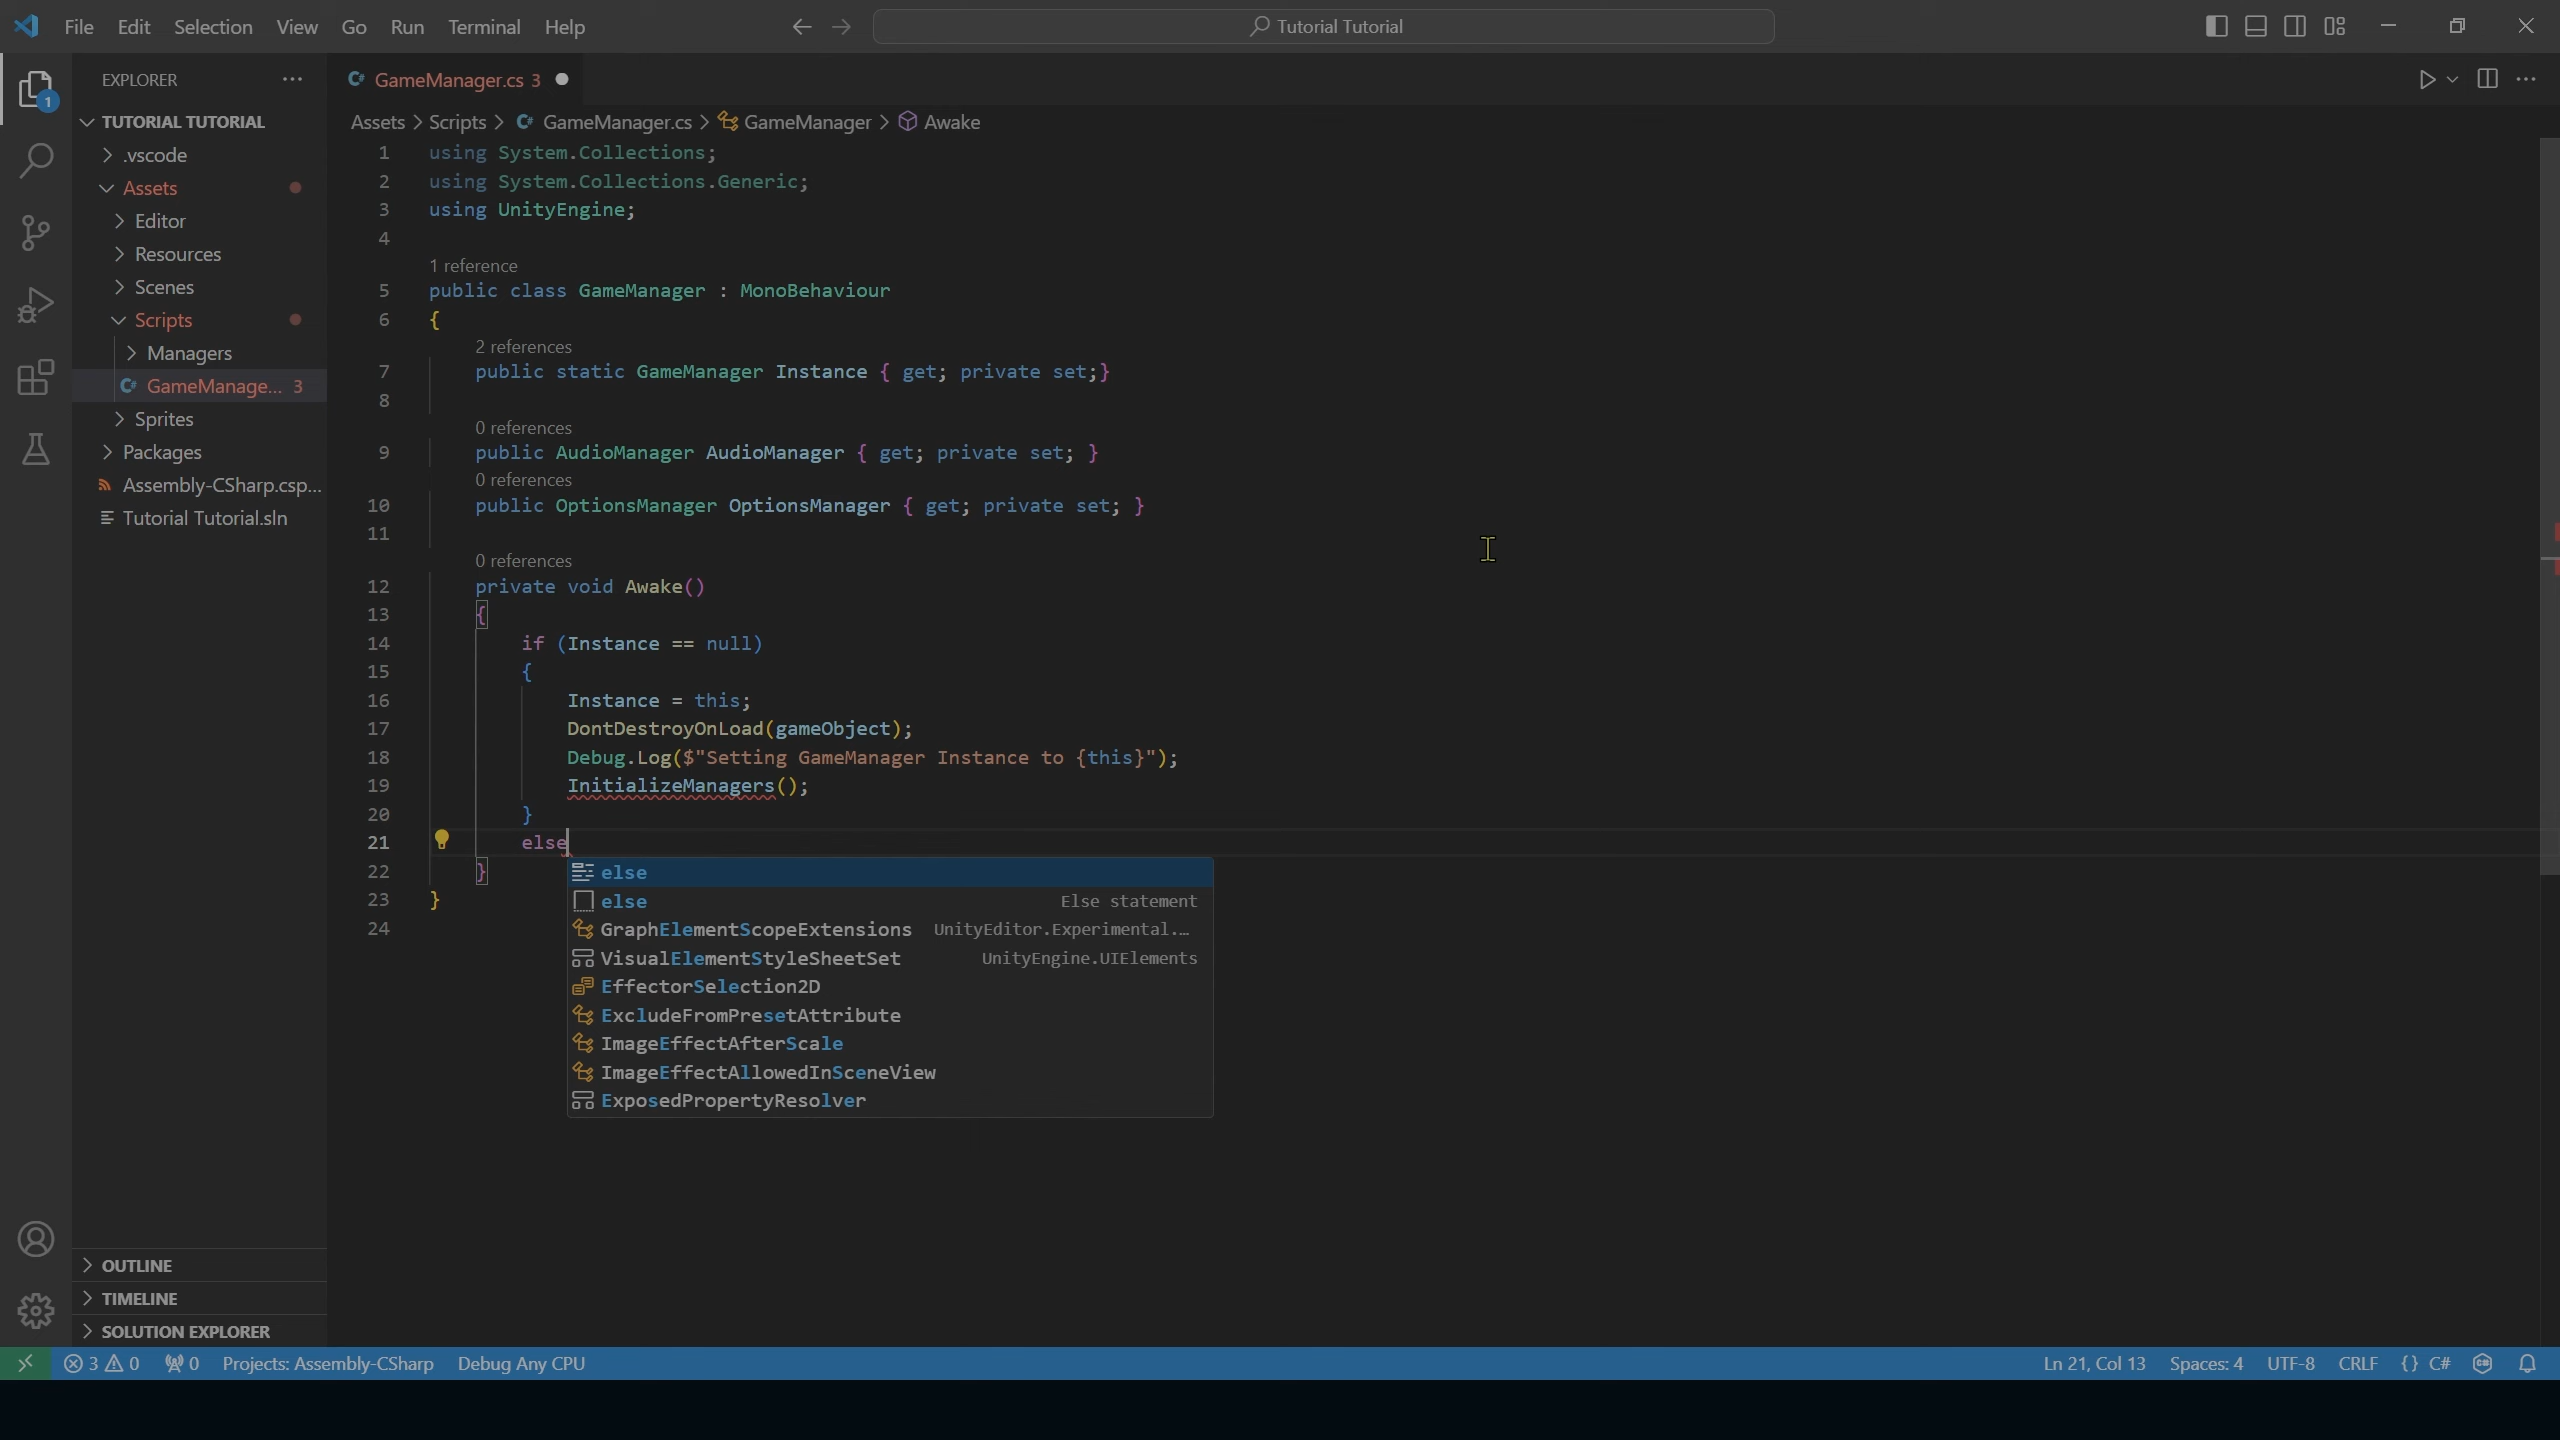 File Edit Selection View Go Run Terminal Help
Tutorial Tutorial
EXPLORER
GameManager.cs 3
1
TUTORIAL TUTORIAL
.vscode
Assets
Editor
Resources
Scenes
Scripts
Managers
GameManage... 3
Sprites
Packages
Assembly-CSharp.csp...
Tutorial Tutorial.sln
OUTLINE
TIMELINE
SOLUTION EXPLORER
Assets > Scripts > GameManager.cs > GameManager > Awake
1 using System.Collections;
2 using System.Collections.Generic;
3 using UnityEngine;
4
1 reference
5 public class GameManager : MonoBehaviour
6 {
2 references
7 public static GameManager Instance { get; private set;}
8
0 references
9 public AudioManager AudioManager { get; private set; }
0 references
10 public OptionsManager OptionsManager { get; private set; }
11
0 references
12 private void Awake()
13 {
14 if (Instance == null)
15 {
16 Instance = this;
17 DontDestroyOnLoad(gameObject);
18 Debug.Log($"Setting GameManager Instance to {this}");
19 InitializeManagers();
20 }
21 else
22 }
23 }
24
else
else Else statement
GraphElementScopeExtensions UnityEditor.Experimental....
VisualElementStyleSheetSet UnityEngine.UIElements
EffectorSelection2D
ExcludeFromPresetAttribute
ImageEffectAfterScale
ImageEffectAllowedInSceneView
ExposedPropertyResolver
3 0 0 Projects: Assembly-CSharp Debug Any CPU Ln 21, Col 13 Spaces: 4 UTF-8 CRLF {} C#